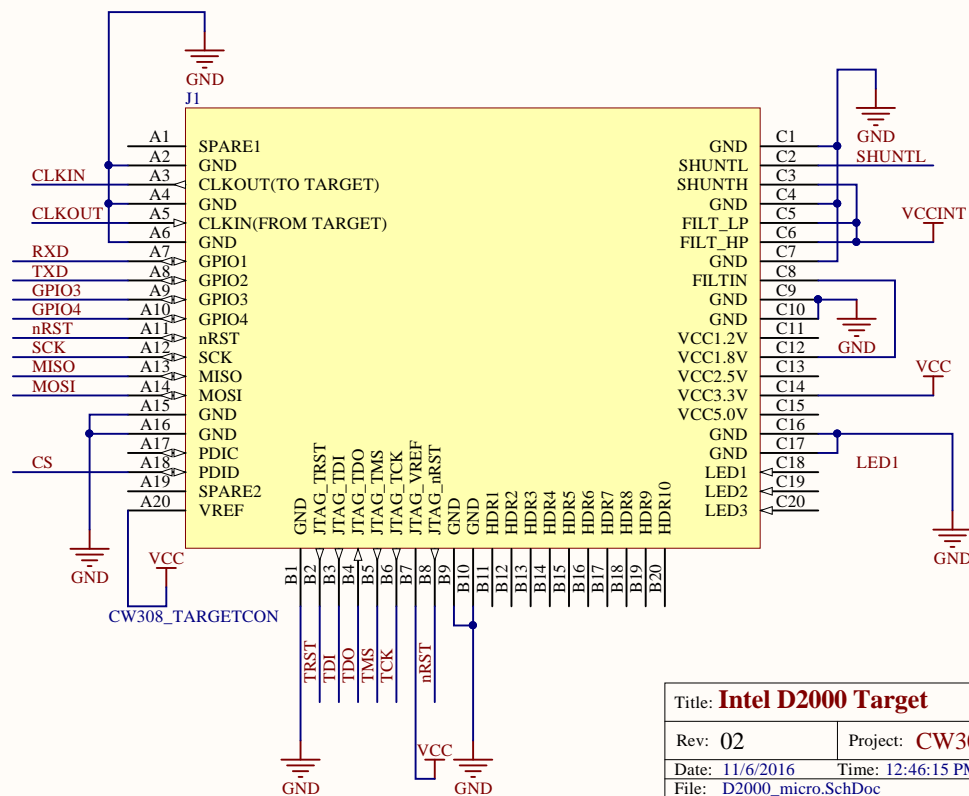 GND
J1
A1 SPARE1
A2 GND
CLKIN A3 CLKOUT(TO TARGET)
A4 GND
CLKOUT A5 CLKIN(FROM TARGET)
A6 GND
RXD A7 GPIO1
TXD A8 GPIO2
GPIO3 A9 GPIO3
GPIO4 A10 GPIO4
nRST A11 nRST
SCK A12 SCK
MISO A13 MISO
MOSI A14 MOSI
A15 GND
A16 GND
A17 PDIC
CS A18 PDID
A19 SPARE2
A20 VREF
GND
VCC
CW308_TARGETCON
GND
GND C1
SHUNTL C2 SHUNTL
SHUNTH C3
GND C4
FILT_LP C5
FILT_HP C6 VCCINT
GND C7
FILTIN C8
GND C9
GND C10
GND
VCC1.2V C11
VCC1.8V C12
VCC2.5V C13
VCC3.3V C14 VCC
VCC5.0V C15
GND C16
GND C17
LED1 C18 LED1
LED2 C19
LED3 C20
GND
GND B1
JTAG_TRST B2 TRST
JTAG_TDI B3 TDI
JTAG_TDO B4 TDO
JTAG_TMS B5 TMS
JTAG_TCK B6 TCK
JTAG_VREF B7
JTAG_nRST B8 nRST
GND B9
GND B10
HDR1 B11
HDR2 B12
HDR3 B13
HDR4 B14
HDR5 B15
HDR6 B16
HDR7 B17
HDR8 B18
HDR9 B19
HDR10 B20
GND
VCC
GND
Title: Intel D2000 Target
Rev: 02 Project: CW30
Date: 11/6/2016 Time: 12:46:15 PM
File: D2000_micro.SchDoc